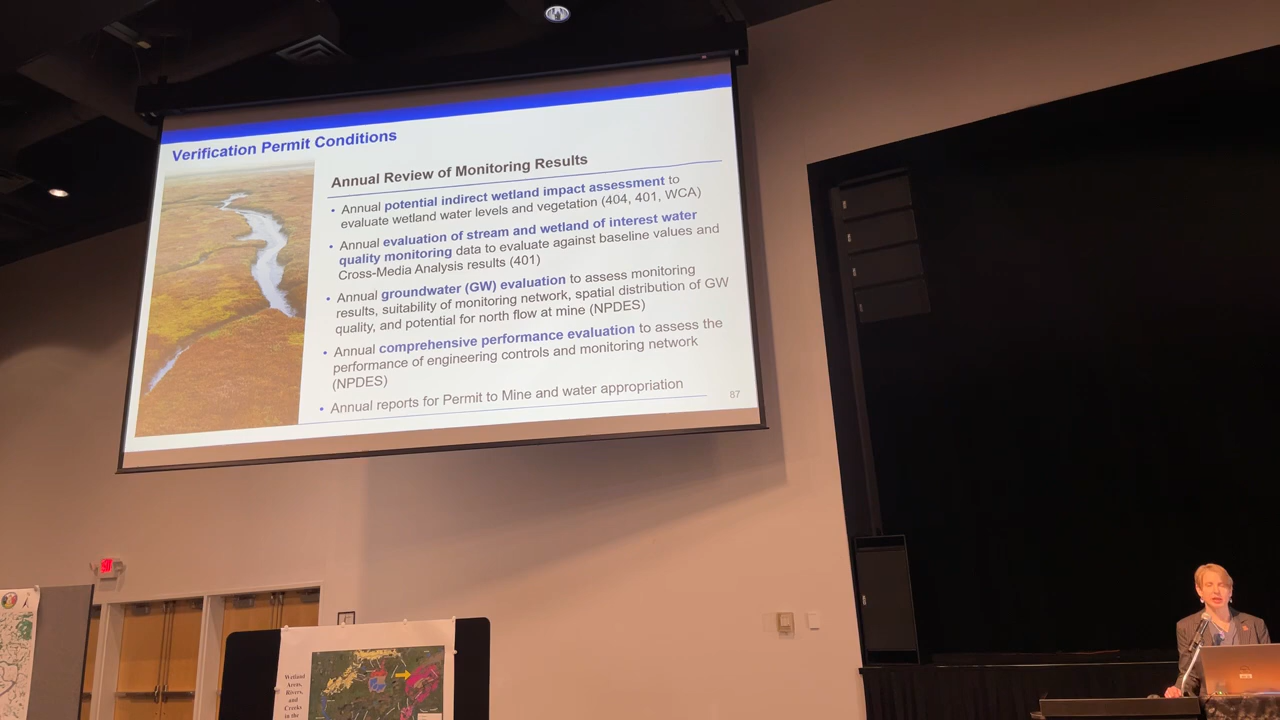 Verification Permit Conditions
Annual Review of Monitoring Results
• Annual potential indirect wetland impact assessment to
evaluate wetland water levels and vegetation (404, 401, WCA)
• Annual evaluation of stream and wetland of interest water
quality monitoring data to evaluate against baseline values and
Cross-Media Analysis results (401)
• Annual groundwater (GW) evaluation to assess monitoring
results, suitability of monitoring network, spatial distribution of GW
quality, and potential for north flow at mine (NPDES)
• Annual comprehensive performance evaluation to assess the
performance of engineering controls and monitoring network
(NPDES)
• Annual reports for Permit to Mine and water appropriation
87
Wetland
Areas,
Rivers,
and
Creeks
in the